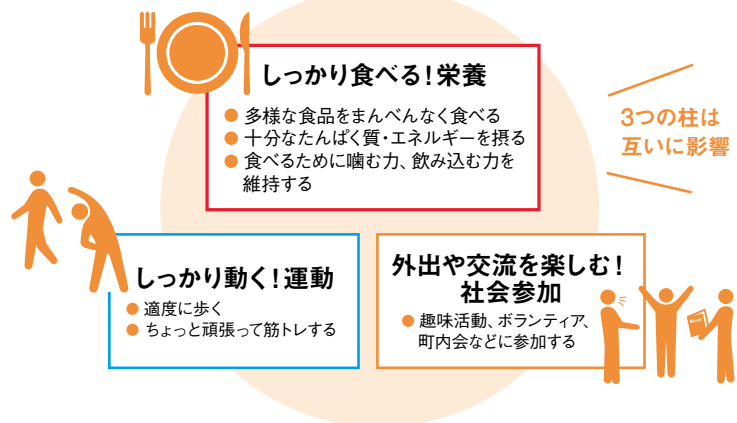 しっかり食べる!栄養
● 多様な食品をまんべんなく食べる
● 十分なたんぱく質・エネルギーを摂る
● 食べるために噛む力、飲み込む力を
維持する
3つの柱は
互いに影響
しっかり動く!運動
● 適度に歩く
● ちょっと頑張って筋トレする
外出や交流を楽しむ!
社会参加
● 趣味活動、ボランティア、
町内会などに参加する
Book